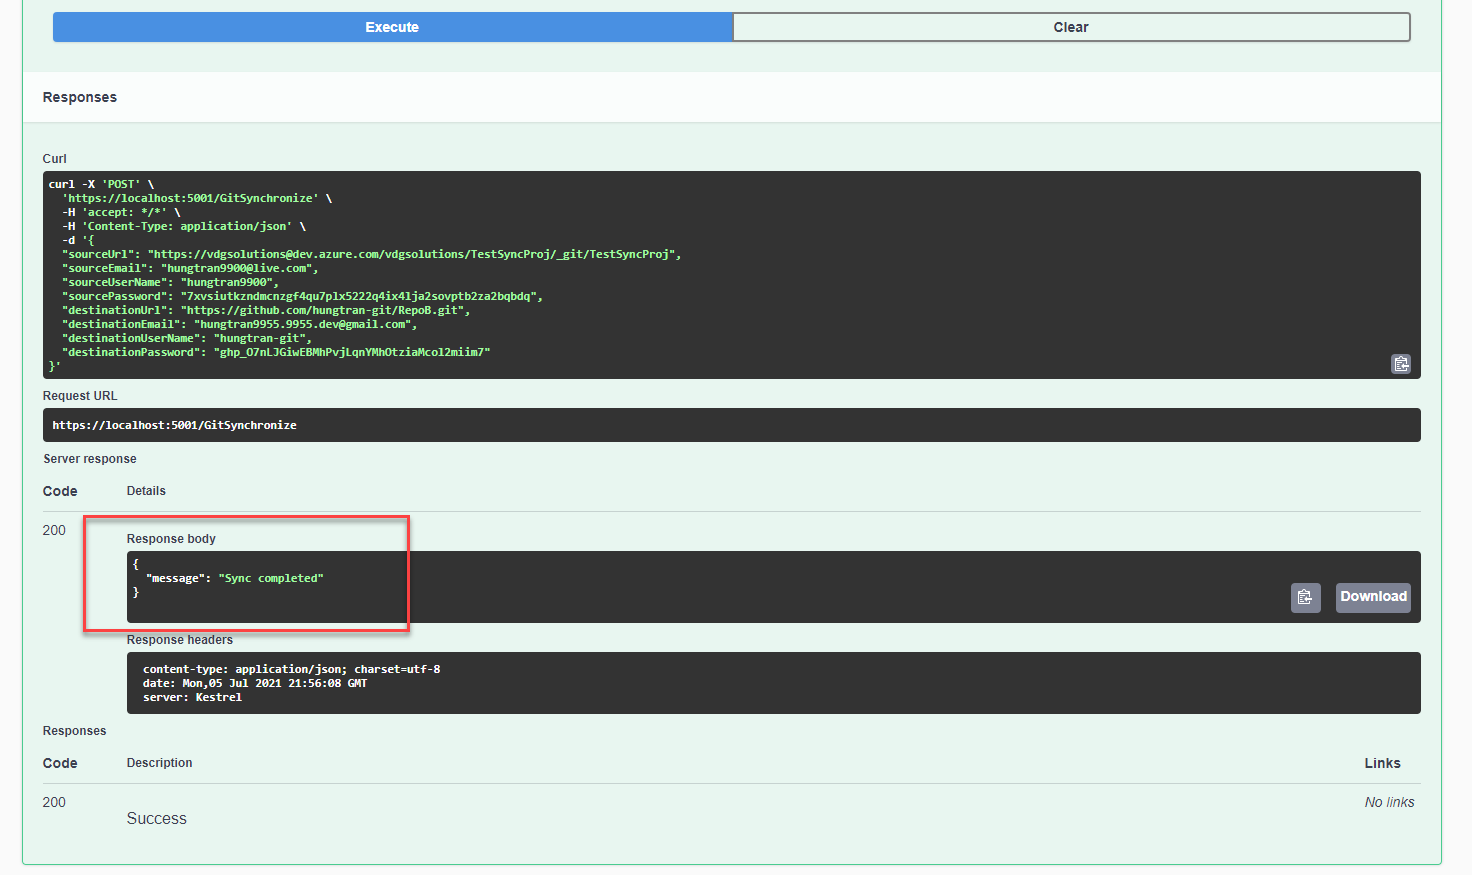 Execute
Clear
Responses
Curl
curl -X 'POST' \
'https://localhost:5001/GitSynchronize' \
-H 'accept: */*' \
-H 'Content-Type: application/json' \
-d '{
"sourceUrl": "https://vdgsolutions@dev.azure.com/vdgsolutions/TestSyncProj/_git/TestSyncProj",
"sourceEmail": "hungtran9900@live.com",
"sourceUserName": "hungtran9900",
"sourcePassword": "7xvsiutkzndmcnzgf4qu7plx5222q4ix4lja2sovptb2za2bqbdq",
"destinationUrl": "https://github.com/hungtran-git/RepoB.git",
"destinationEmail": "hungtran9955.9955.dev@gmail.com",
"destinationUserName": "hungtran-git",
"destinationPassword": "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"
}'
Request URL
https://localhost:5001/GitSynchronize
Server response
Code Details
200
Response body
{
"message": "Sync completed"
}
Download
Response headers
content-type: application/json; charset=utf-8
date: Mon,05 Jul 2021 21:56:08 GMT
server: Kestrel
Responses
Code Description Links
200 No links
Success